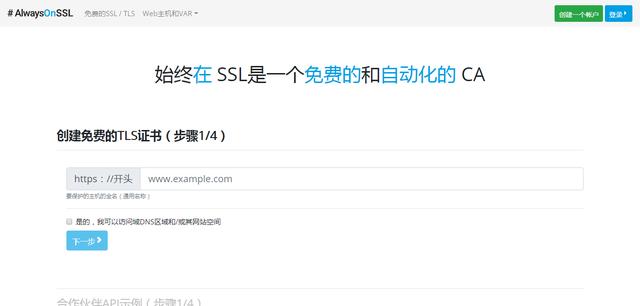 # AlwaysOnSSL 免费的SSL / TLS Web主机和VAR 创建一个帐户 登录
始终在 SSL是一个免费的和自动化的 CA
创建免费的TLS证书（步骤1/4）
https：//开头 www.example.com
要保护的主机的全名（通用名称）
是的，我可以访问域DNS区域和/或其网站空间
下一步
合作伙伴API示例（步骤1/4）